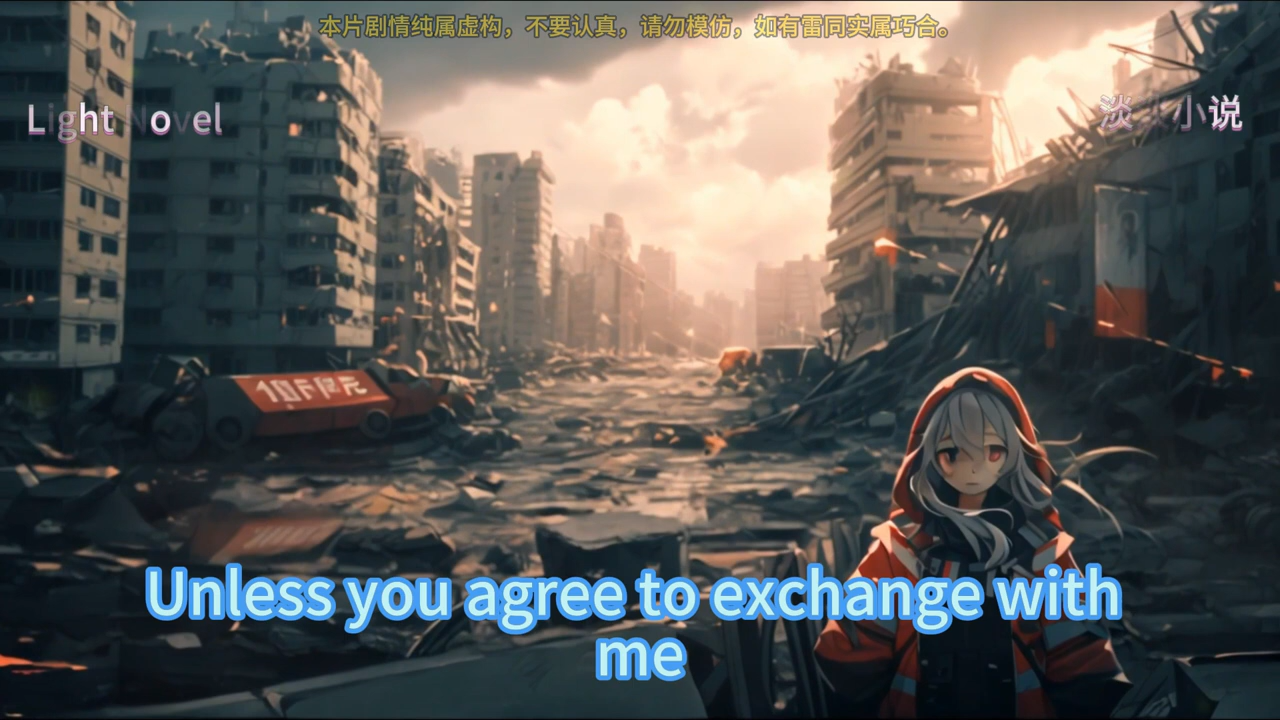 本片剧情纯属虚构，不要认真，请勿模仿，如有雷同实属巧合。
Light Novel
淡 小说
Unless you agree to exchange with
me